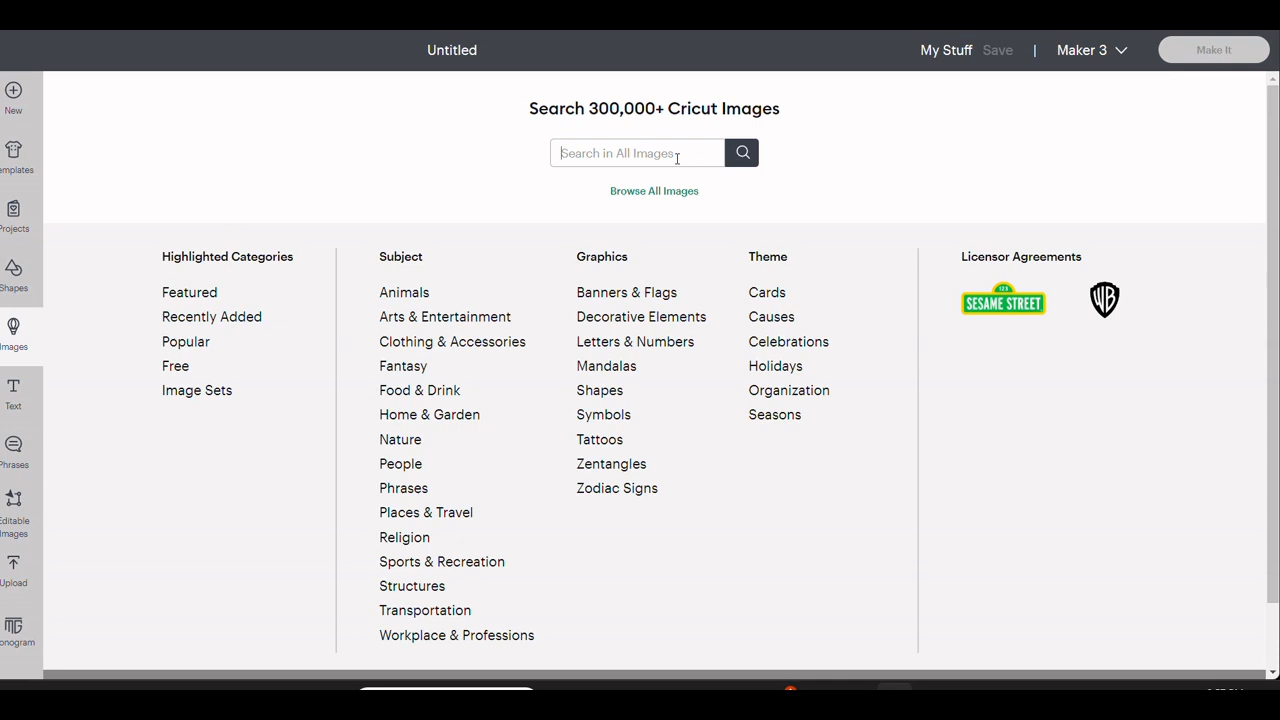 Untitled
My Stuff Save | Maker 3
Make It
New
emplates
Projects
Shapes
Images
Text
Phrases
Editable
Images
Upload
onogram
Search 300,000+ Cricut Images
Search in All Images
Browse All Images
Highlighted Categories
Featured
Recently Added
Popular
Free
Image Sets
Subject
Animals
Arts & Entertainment
Clothing & Accessories
Fantasy
Food & Drink
Home & Garden
Nature
People
Phrases
Places & Travel
Religion
Sports & Recreation
Structures
Transportation
Workplace & Professions
Graphics
Banners & Flags
Decorative Elements
Letters & Numbers
Mandalas
Shapes
Symbols
Tattoos
Zentangles
Zodiac Signs
Theme
Cards
Causes
Celebrations
Holidays
Organization
Seasons
Licensor Agreements
123
SESAME STREET
WB